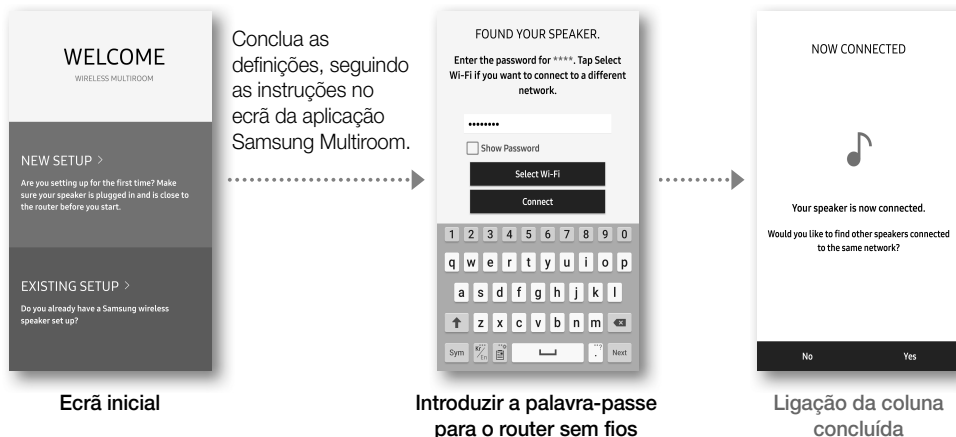 WELCOME
WIRELESS MULTIROOM
NEW SETUP >
Are you setting up for the first time? Make
sure your speaker is plugged in and is close to
the router before you start.
EXISTING SETUP >
Do you already have a Samsung wireless
speaker set up?
Ecrã inicial
Conclua as
definições, seguindo
as instruções no
ecrã da aplicação
Samsung Multiroom.
FOUND YOUR SPEAKER.
Enter the password for ****. Tap Select
Wi-Fi if you want to connect to a different
network.
••••••••
Show Password
Select Wi-Fi
Connect
1 2 3 4 5 6 7 8 9 0
q w e r t y u i o p
a s d f g h j k l
z x c v b n m
Sym En . Next
Introduzir a palavra-passe
para o router sem fios
NOW CONNECTED
Your speaker is now connected.
Would you like to find other speakers connected
to the same network?
No Yes
Ligação da coluna
concluída